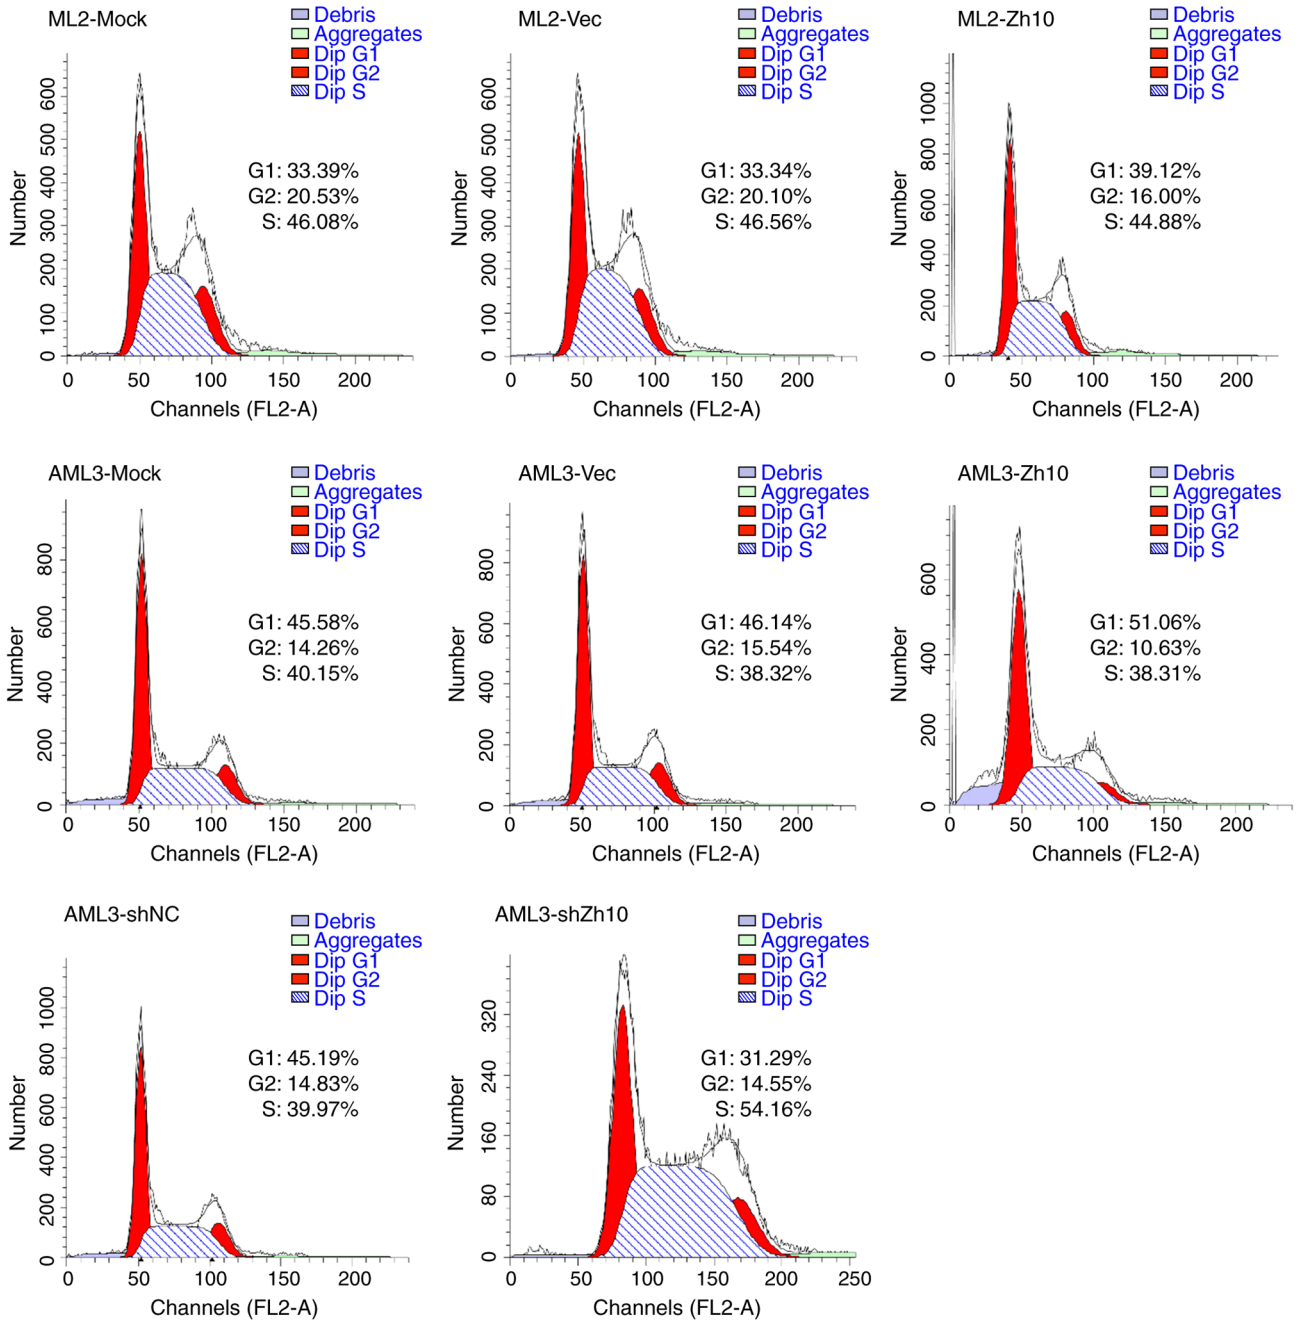 ML2-Mock
Debris
Aggregates
Dip G1
Dip G2
Dip S
G1: 33.39%
G2: 20.53%
S: 46.08%
Number
600
500
400
300
200
100
0
0 50 100 150 200
Channels (FL2-A)
ML2-Vec
Debris
Aggregates
Dip G1
Dip G2
Dip S
G1: 33.34%
G2: 20.10%
S: 46.56%
Number
600
500
400
300
200
100
0
0 50 100 150 200
Channels (FL2-A)
ML2-Zh10
Debris
Aggregates
Dip G1
Dip G2
Dip S
G1: 39.12%
G2: 16.00%
S: 44.88%
Number
1000
800
600
400
200
0
0 50 100 150 200
Channels (FL2-A)
AML3-Mock
Debris
Aggregates
Dip G1
Dip G2
Dip S
G1: 45.58%
G2: 14.26%
S: 40.15%
Number
800
600
400
200
0
0 50 100 150 200
Channels (FL2-A)
AML3-Vec
Debris
Aggregates
Dip G1
Dip G2
Dip S
G1: 46.14%
G2: 15.54%
S: 38.32%
Number
800
600
400
200
0
0 50 100 150 200
Channels (FL2-A)
AML3-Zh10
Debris
Aggregates
Dip G1
Dip G2
Dip S
G1: 51.06%
G2: 10.63%
S: 38.31%
Number
600
400
200
0
0 50 100 150 200
Channels (FL2-A)
AML3-shNC
Debris
Aggregates
Dip G1
Dip G2
Dip S
G1: 45.19%
G2: 14.83%
S: 39.97%
Number
1000
800
600
400
200
0
0 50 100 150 200
Channels (FL2-A)
AML3-shZh10
Debris
Aggregates
Dip G1
Dip G2
Dip S
G1: 31.29%
G2: 14.55%
S: 54.16%
Number
320
240
160
80
0
0 50 100 150 200 250
Channels (FL2-A)